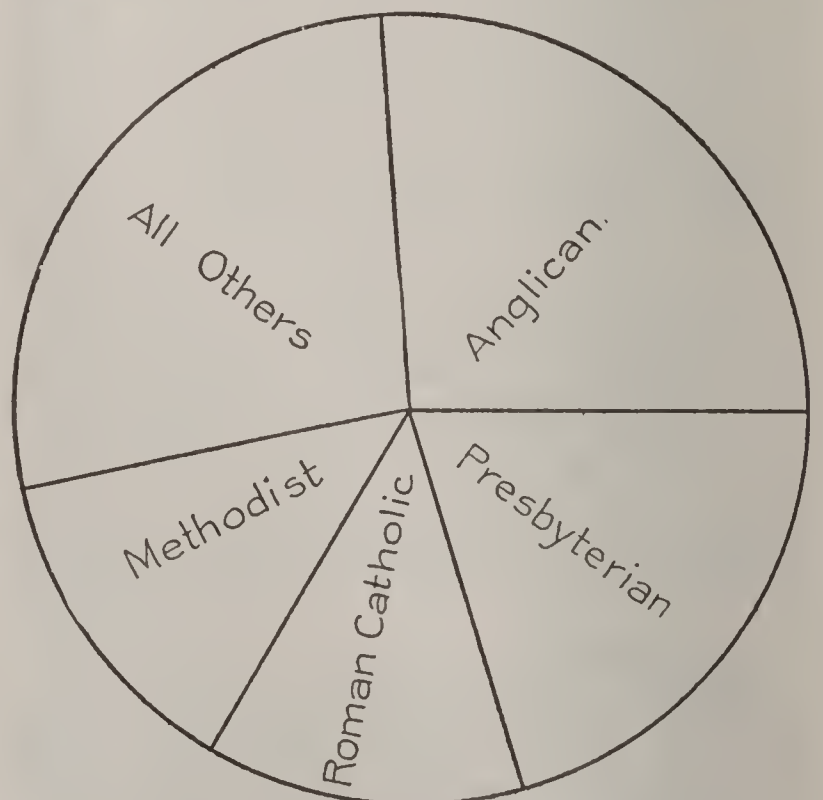 All Others
Anglican.
Methodist
Roman Catholic
Presbyterian